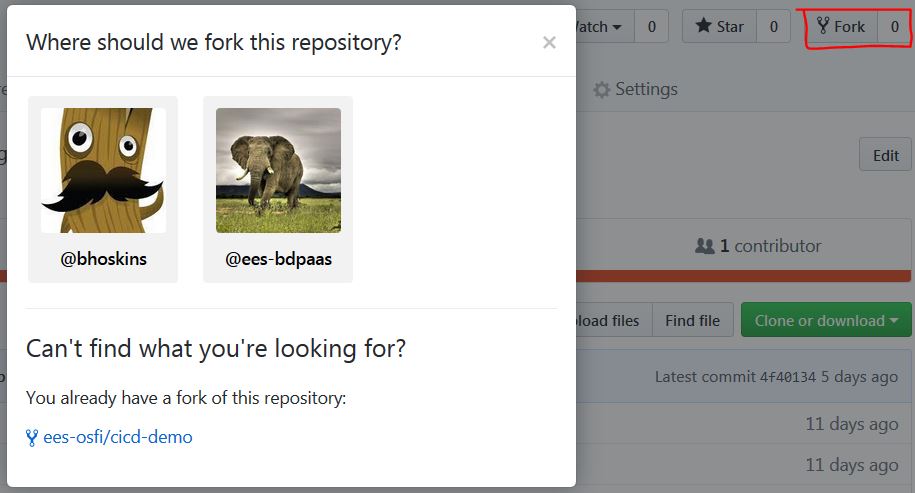 Where should we fork this repository?
×
@bhoskins
@ees-bdpaas
Can't find what you're looking for?
You already have a fork of this repository:
ees-osfi/cicd-demo
0
Star 0
Fork 0
Settings
Edit
1 contributor
files
Find file
Clone or download
Latest commit 4f40134 5 days ago
11 days ago
11 days ago